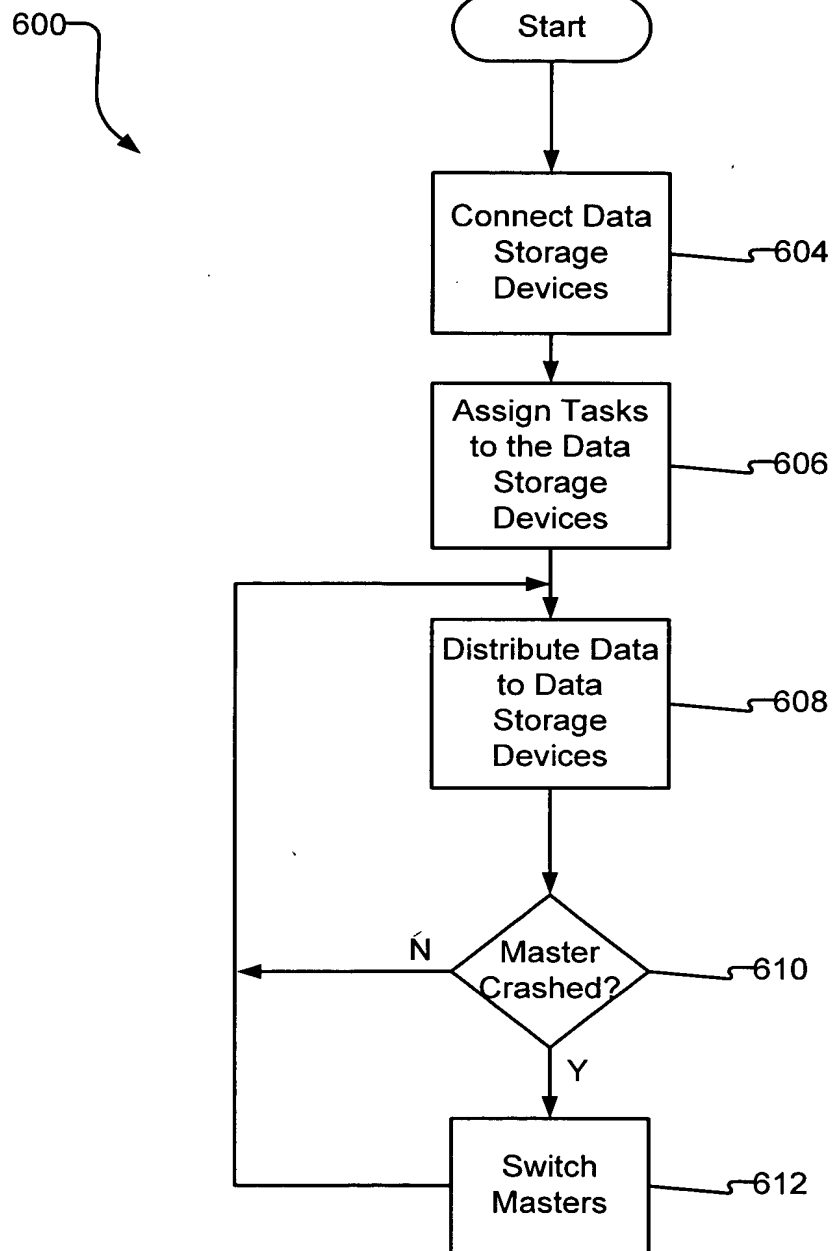 600
Start
Connect Data
Storage
Devices
604
Assign Tasks
to the Data
Storage
Devices
606
Distribute Data
to Data
Storage
Devices
608
N
Master
Crashed?
610
Y
Switch
Masters
612